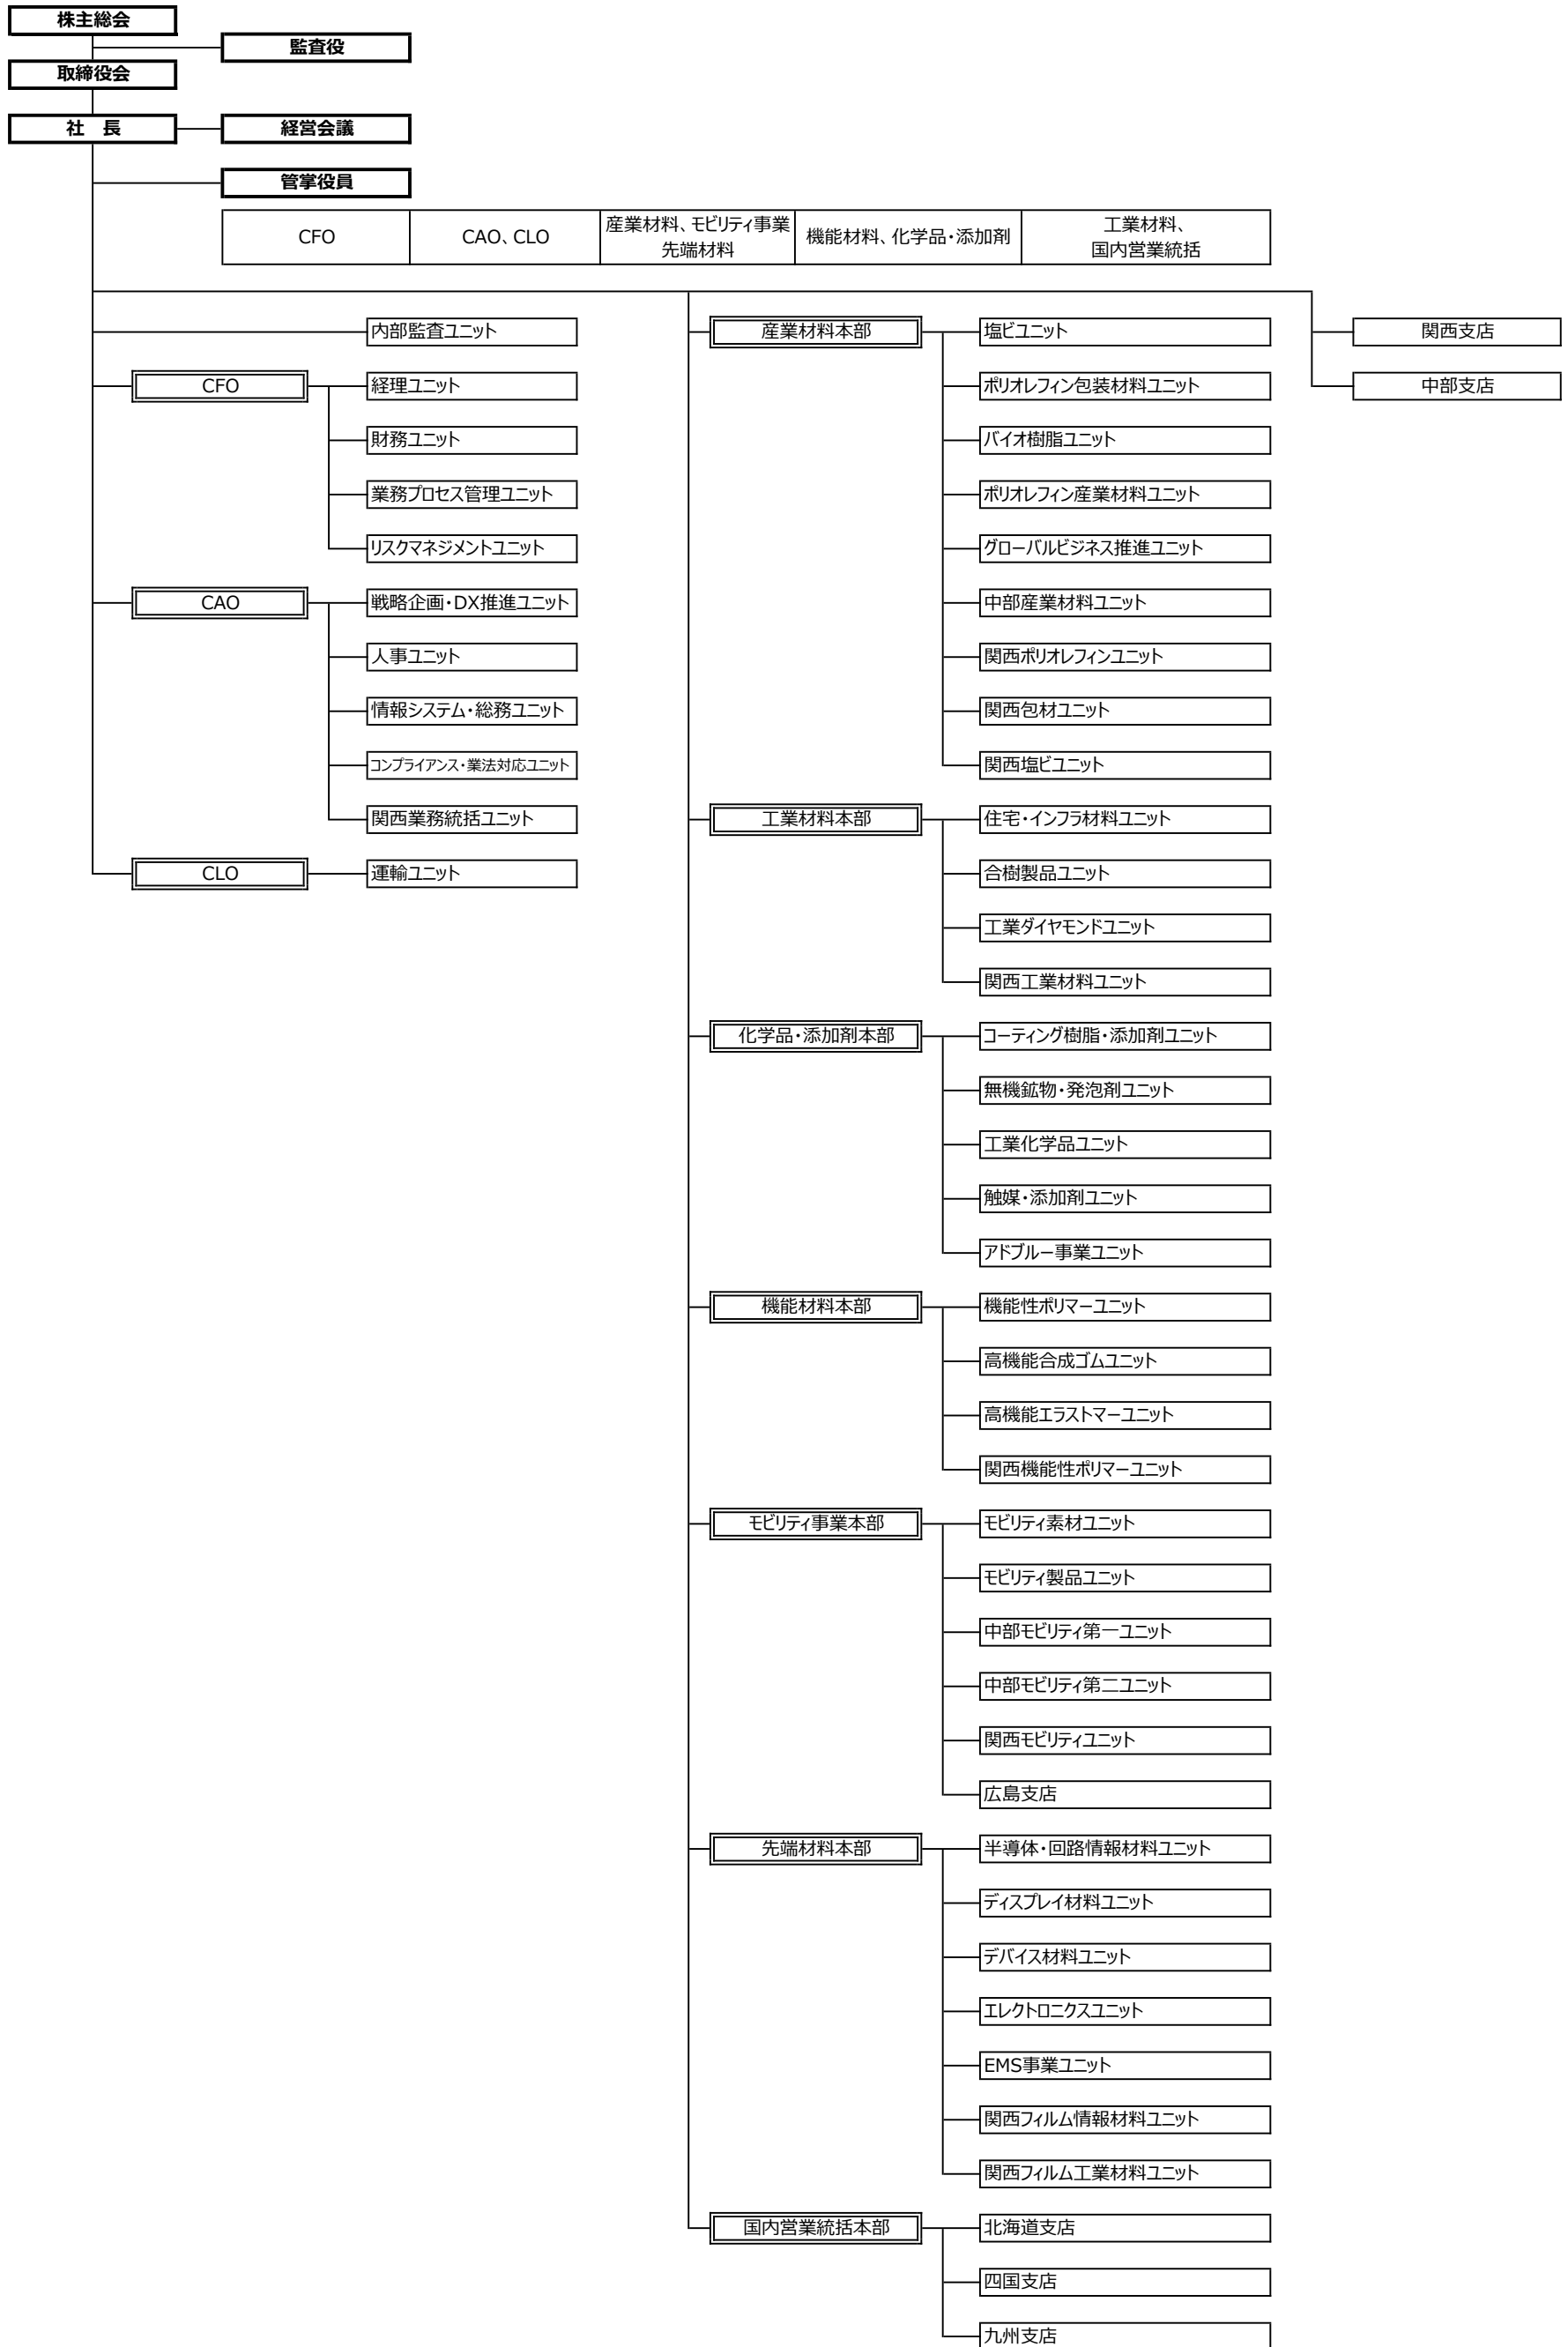 株主総会
監査役
取締役会
社　長
経営会議
管掌役員
CFO
CAO、CLO
産業材料、モビリティ事業
先端材料
機能材料、化学品・添加剤
工業材料、
国内営業統括
内部監査ユニット
CFO
経理ユニット
財務ユニット
業務プロセス管理ユニット
リスクマネジメントユニット
CAO
戦略企画・DX推進ユニット
人事ユニット
情報システム・総務ユニット
コンプライアンス・業法対応ユニット
関西業務統括ユニット
CLO
運輸ユニット
産業材料本部
塩ビユニット
ポリオレフィン包装材料ユニット
バイオ樹脂ユニット
ポリオレフィン産業材料ユニット
グローバルビジネス推進ユニット
中部産業材料ユニット
関西ポリオレフィンユニット
関西包材ユニット
関西塩ビユニット
工業材料本部
住宅・インフラ材料ユニット
合樹製品ユニット
工業ダイヤモンドユニット
関西工業材料ユニット
化学品・添加剤本部
コーティング樹脂・添加剤ユニット
無機鉱物・発泡剤ユニット
工業化学品ユニット
触媒・添加剤ユニット
アドブルー事業ユニット
機能材料本部
機能性ポリマーユニット
高機能合成ゴムユニット
高機能エラストマーユニット
関西機能性ポリマーユニット
モビリティ事業本部
モビリティ素材ユニット
モビリティ製品ユニット
中部モビリティ第一ユニット
中部モビリティ第二ユニット
関西モビリティユニット
広島支店
先端材料本部
半導体・回路情報材料ユニット
ディスプレイ材料ユニット
デバイス材料ユニット
エレクトロニクスユニット
EMS事業ユニット
関西フィルム情報材料ユニット
関西フィルム工業材料ユニット
国内営業統括本部
北海道支店
四国支店
九州支店
関西支店
中部支店